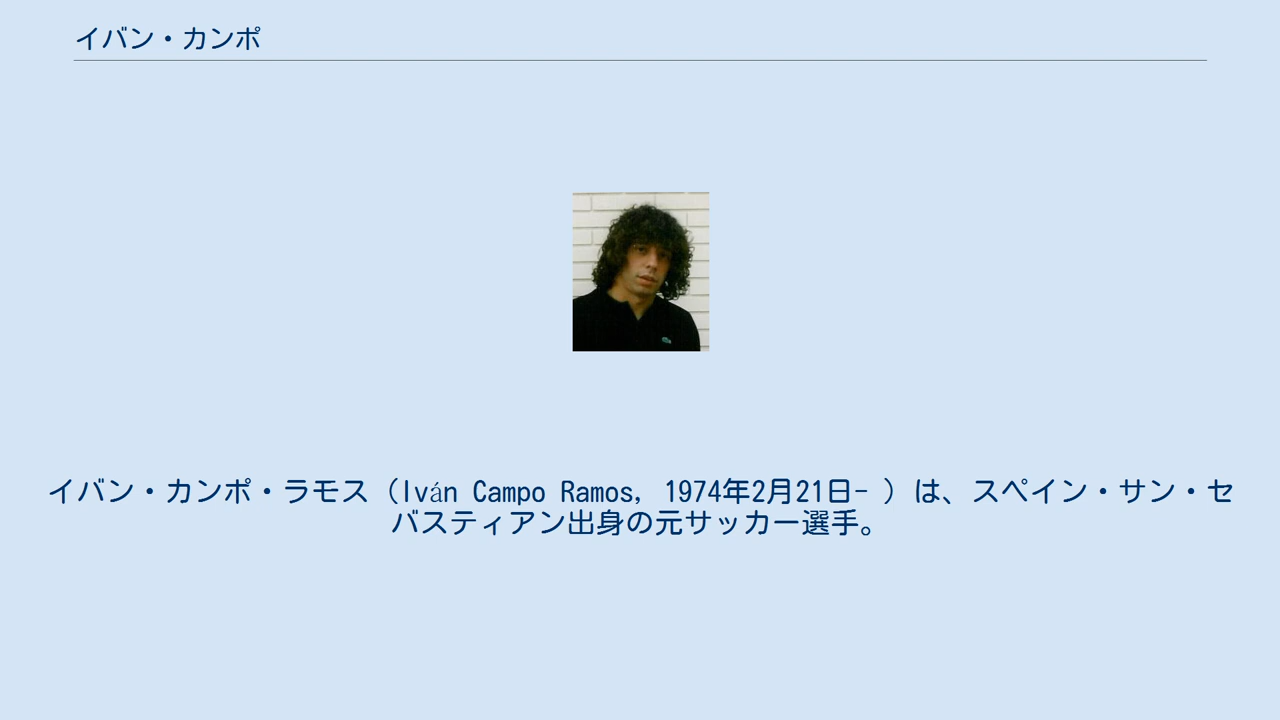 イバン・カンポ
イバン・カンポ・ラモス（Iván Campo Ramos, 1974年2月21日- ）は、スペイン・サン・セ
バスティアン出身の元サッカー選手。